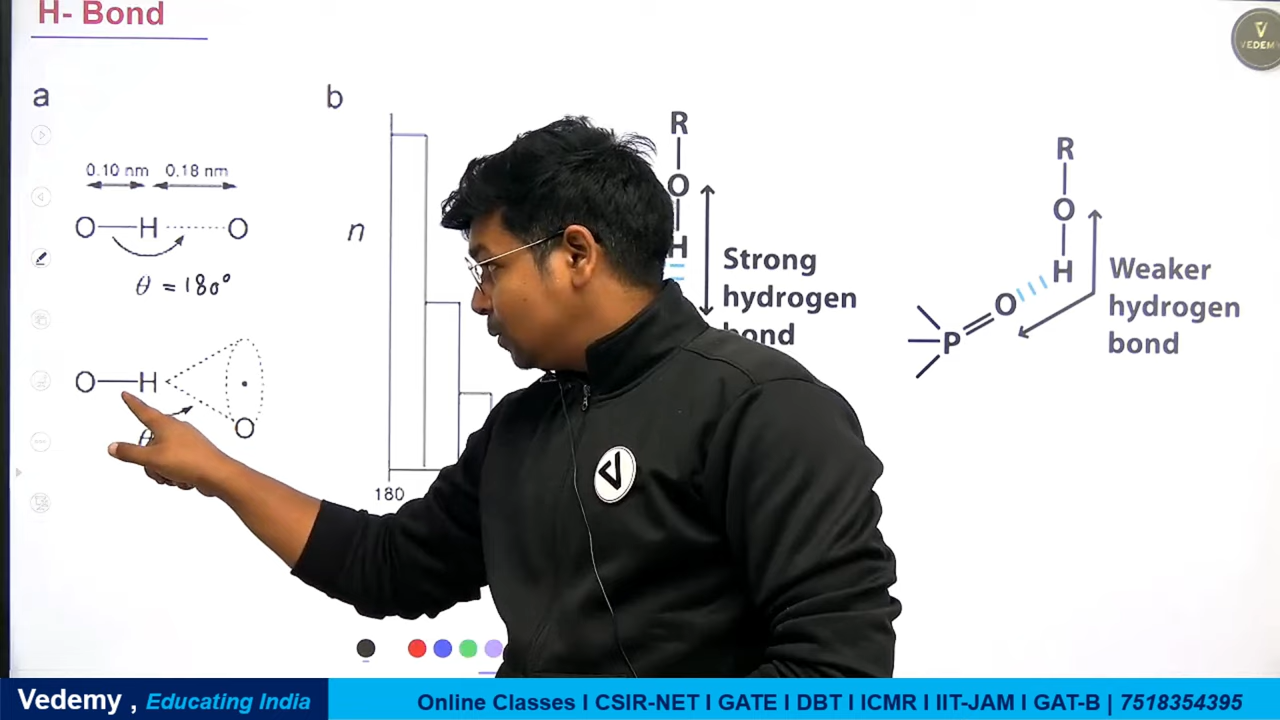 H- Bond
VEDEMY
a
b
0.10 nm
0.18 nm
O
H
O
θ = 180°
O
H
O
θ
n
180
R
O
H
Strong
hydrogen
bond
R
O
H
O
P
Weaker
hydrogen
bond
V
Vedemy , Educating India
Online Classes I CSIR-NET I GATE I DBT I ICMR I IIT-JAM I GAT-B | 7518354395